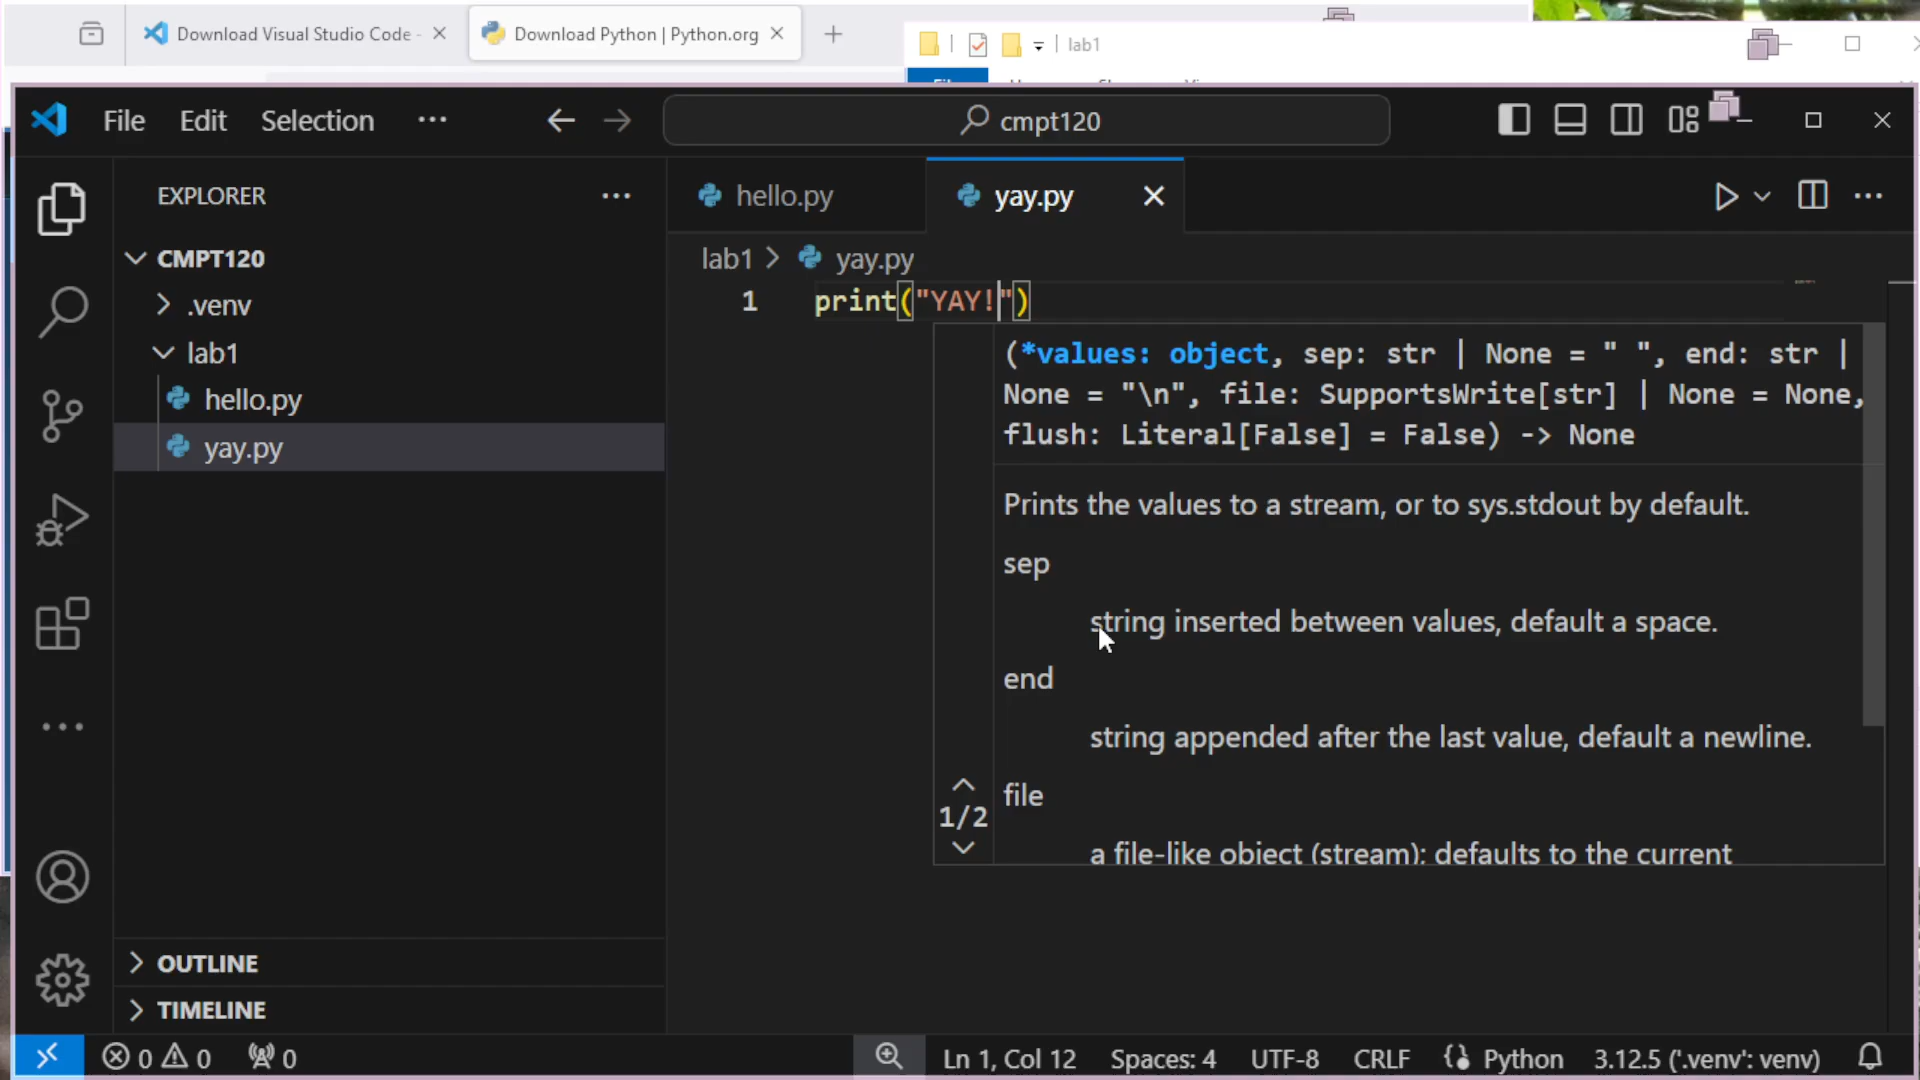 Download Visual Studio Code -
Download Python | Python.org
lab1
File Edit Selection ···
cmpt120
EXPLORER
CMPT120
.venv
lab1
hello.py
yay.py
OUTLINE
TIMELINE
hello.py
yay.py
lab1 > yay.py
1 print("YAY!")
(*values: object, sep: str | None = " ", end: str |
None = "\n", file: SupportsWrite[str] | None = None,
flush: Literal[False] = False) -> None
Prints the values to a stream, or to sys.stdout by default.
sep
string inserted between values, default a space.
end
string appended after the last value, default a newline.
file
1/2
a file-like object (stream); defaults to the current
0 0 0
Ln 1, Col 12 Spaces: 4 UTF-8 CRLF Python 3.12.5 ('.venv': venv)